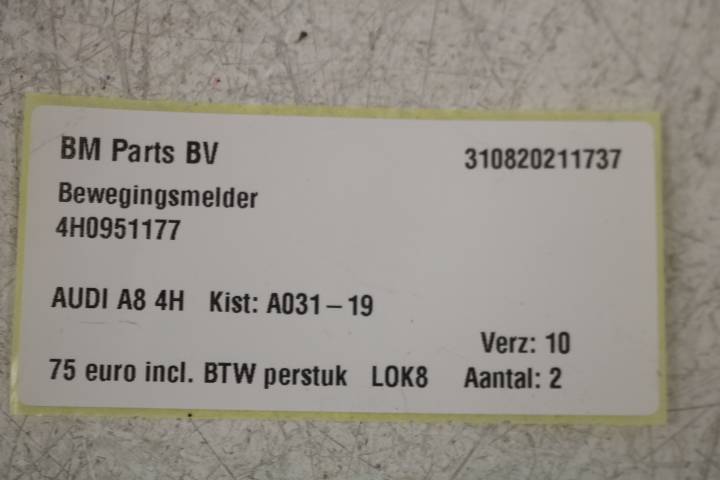 BM Parts BV 310820211737
Bewegingsmelder
4H0951177
AUDI A8 4H Kist: A031-19
Verz: 10
75 euro incl. BTW perstuk LOK8 Aantal: 2